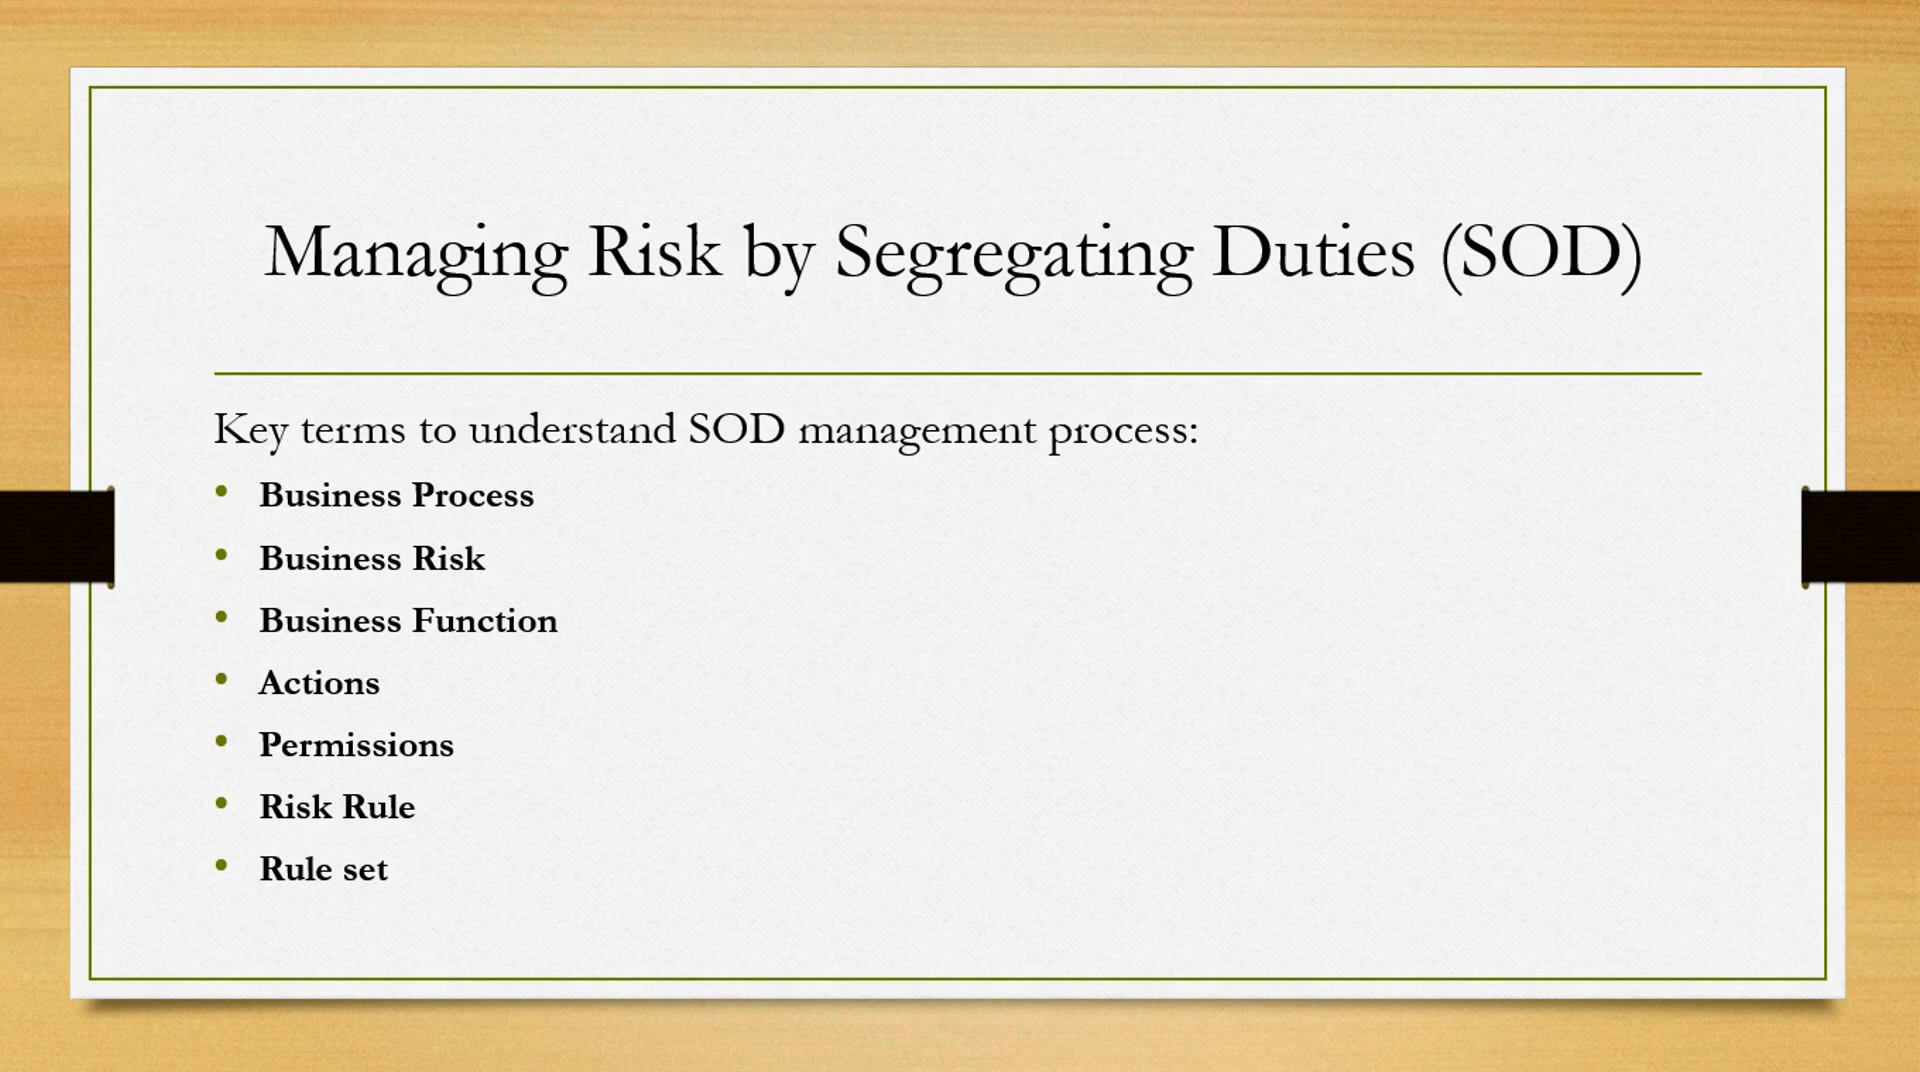 Managing Risk by Segregating Duties (SOD)
Key terms to understand SOD management process:
• Business Process
• Business Risk
• Business Function
• Actions
• Permissions
• Risk Rule
• Rule set